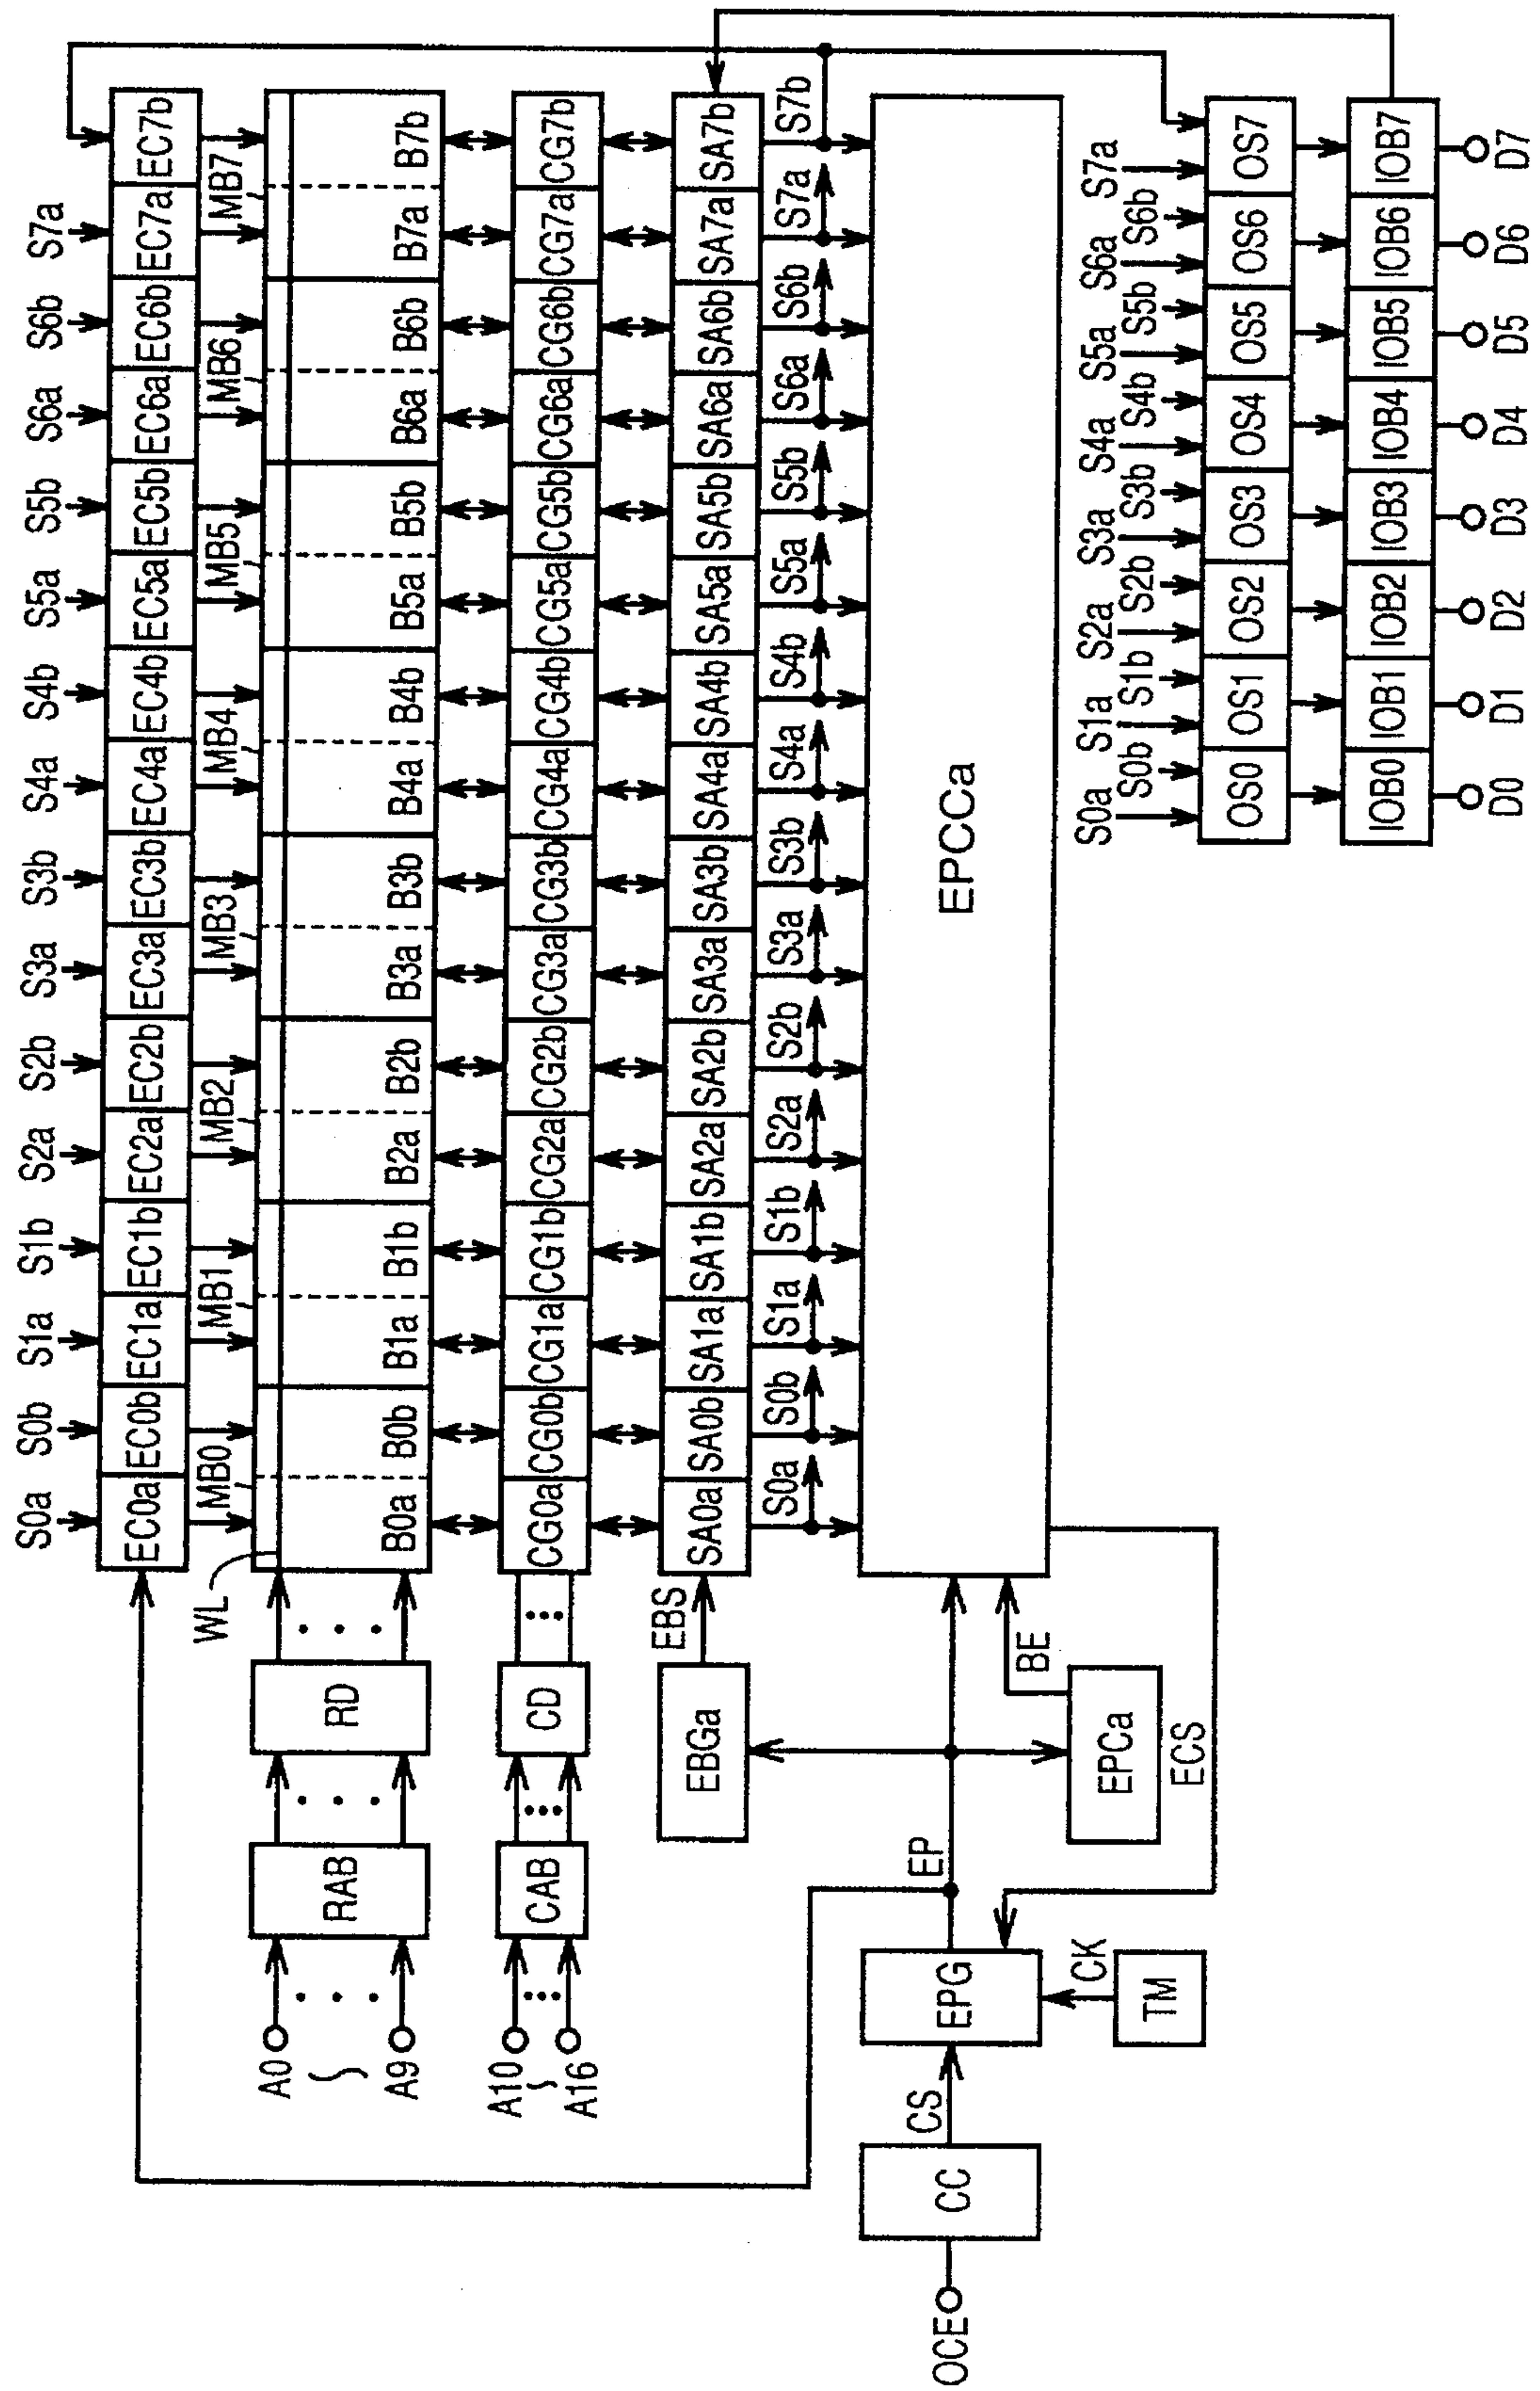 S0a S0b S1a S1b S2a S2b S3a S3b S4a S4b S5a S5b S6a S6b S7a
EC0a EC0b EC1a EC1b EC2a EC2b EC3a EC3b EC4a EC4b EC5a EC5b EC6a EC6b EC7a EC7b
WL MB0 MB1 MB2 MB3 MB4 MB5 MB6 MB7
A0 A9 RAB RD
B0a B0b B1a B1b B2a B2b B3a B3b B4a B4b B5a B5b B6a B6b B7a B7b
A10 A16 CAB CD
CG0a CG0b CG1a CG1b CG2a CG2b CG3a CG3b CG4a CG4b CG5a CG5b CG6a CG6b CG7a CG7b
EBGa EBS
SA0a SA0b SA1a SA1b SA2a SA2b SA3a SA3b SA4a SA4b SA5a SA5b SA6a SA6b SA7a SA7b
S0a S0b S1a S1b S2a S2b S3a S3b S4a S4b S5a S5b S6a S6b S7a S7b
OCE CC CS EPG EP EPCCa
CK TM
BE
EPCa
ECS
S0a S1a S2a S3a S4a S5a S6a S7a
S0b S1b S2b S3b S4b S5b S6b
OS0 OS1 OS2 OS3 OS4 OS5 OS6 OS7
IOB0 IOB1 IOB2 IOB3 IOB4 IOB5 IOB6 IOB7
D0 D1 D2 D3 D4 D5 D6 D7